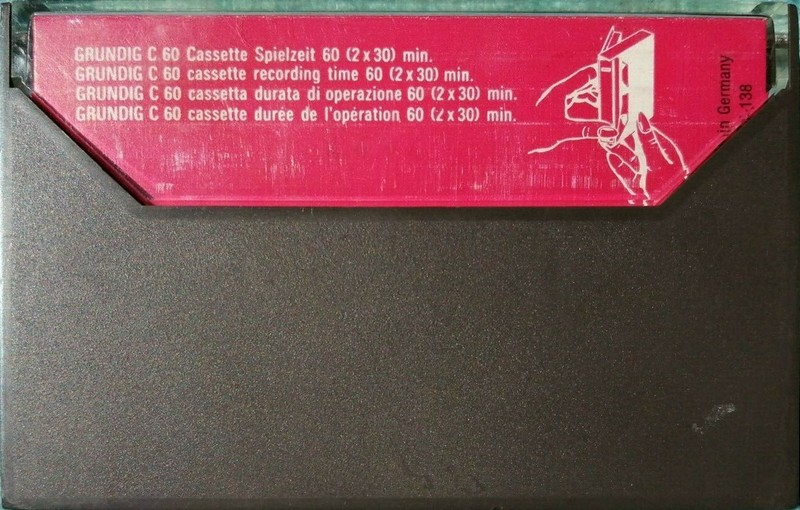 GRUNDIG C 60 Cassette Spielzeit 60 (2 x 30) min.
GRUNDIG C 60 cassette recording time 60 (2 x 30) min.
GRUNDIG C 60 cassetta durata di operazione 60 (2 x 30) min.
GRUNDIG C 60 cassette durée de l'opération 60 (2 x 30) min.
in Germany
138